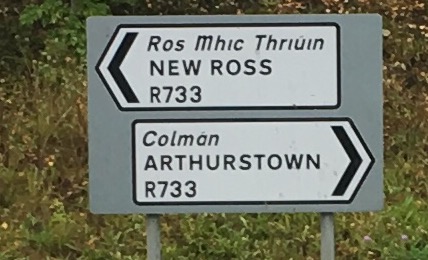 Ros Mhic Thriúin
NEW ROSS
R733
Colmán
ARTHURSTOWN
R733